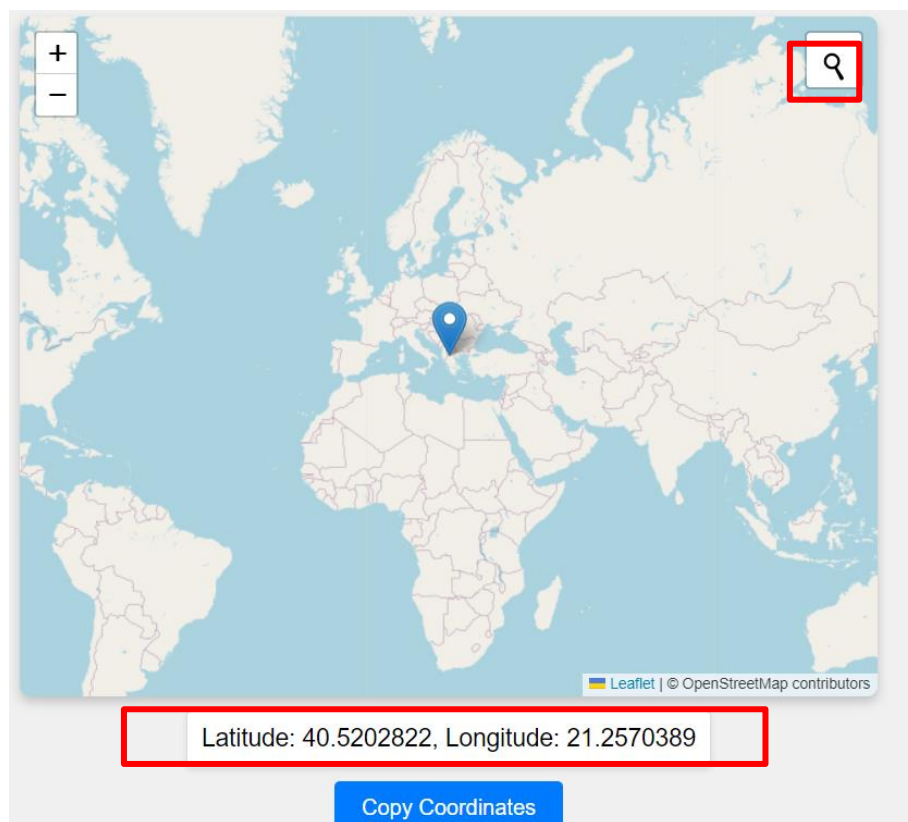 +
−
Leaflet | © OpenStreetMap contributors
Latitude: 40.5202822, Longitude: 21.2570389
Copy Coordinates